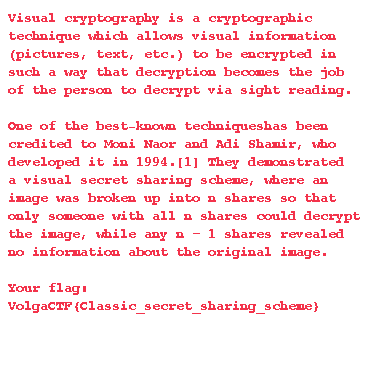 Visual cryptography is a cryptographic
technique which allows visual information
(pictures, text, etc.) to be encrypted in
such a way that decryption becomes the job
of the person to decrypt via sight reading.
One of the best-known techniqueshas been
credited to Moni Naor and Adi Shamir, who
developed it in 1994.[1] They demonstrated
a visual secret sharing scheme, where an
image was broken up into n shares so that
only someone with all n shares could decrypt
the image, while any n - 1 shares revealed
no information about the original image.
Your flag:
VolgaCTF{Classic_secret_sharing_scheme}